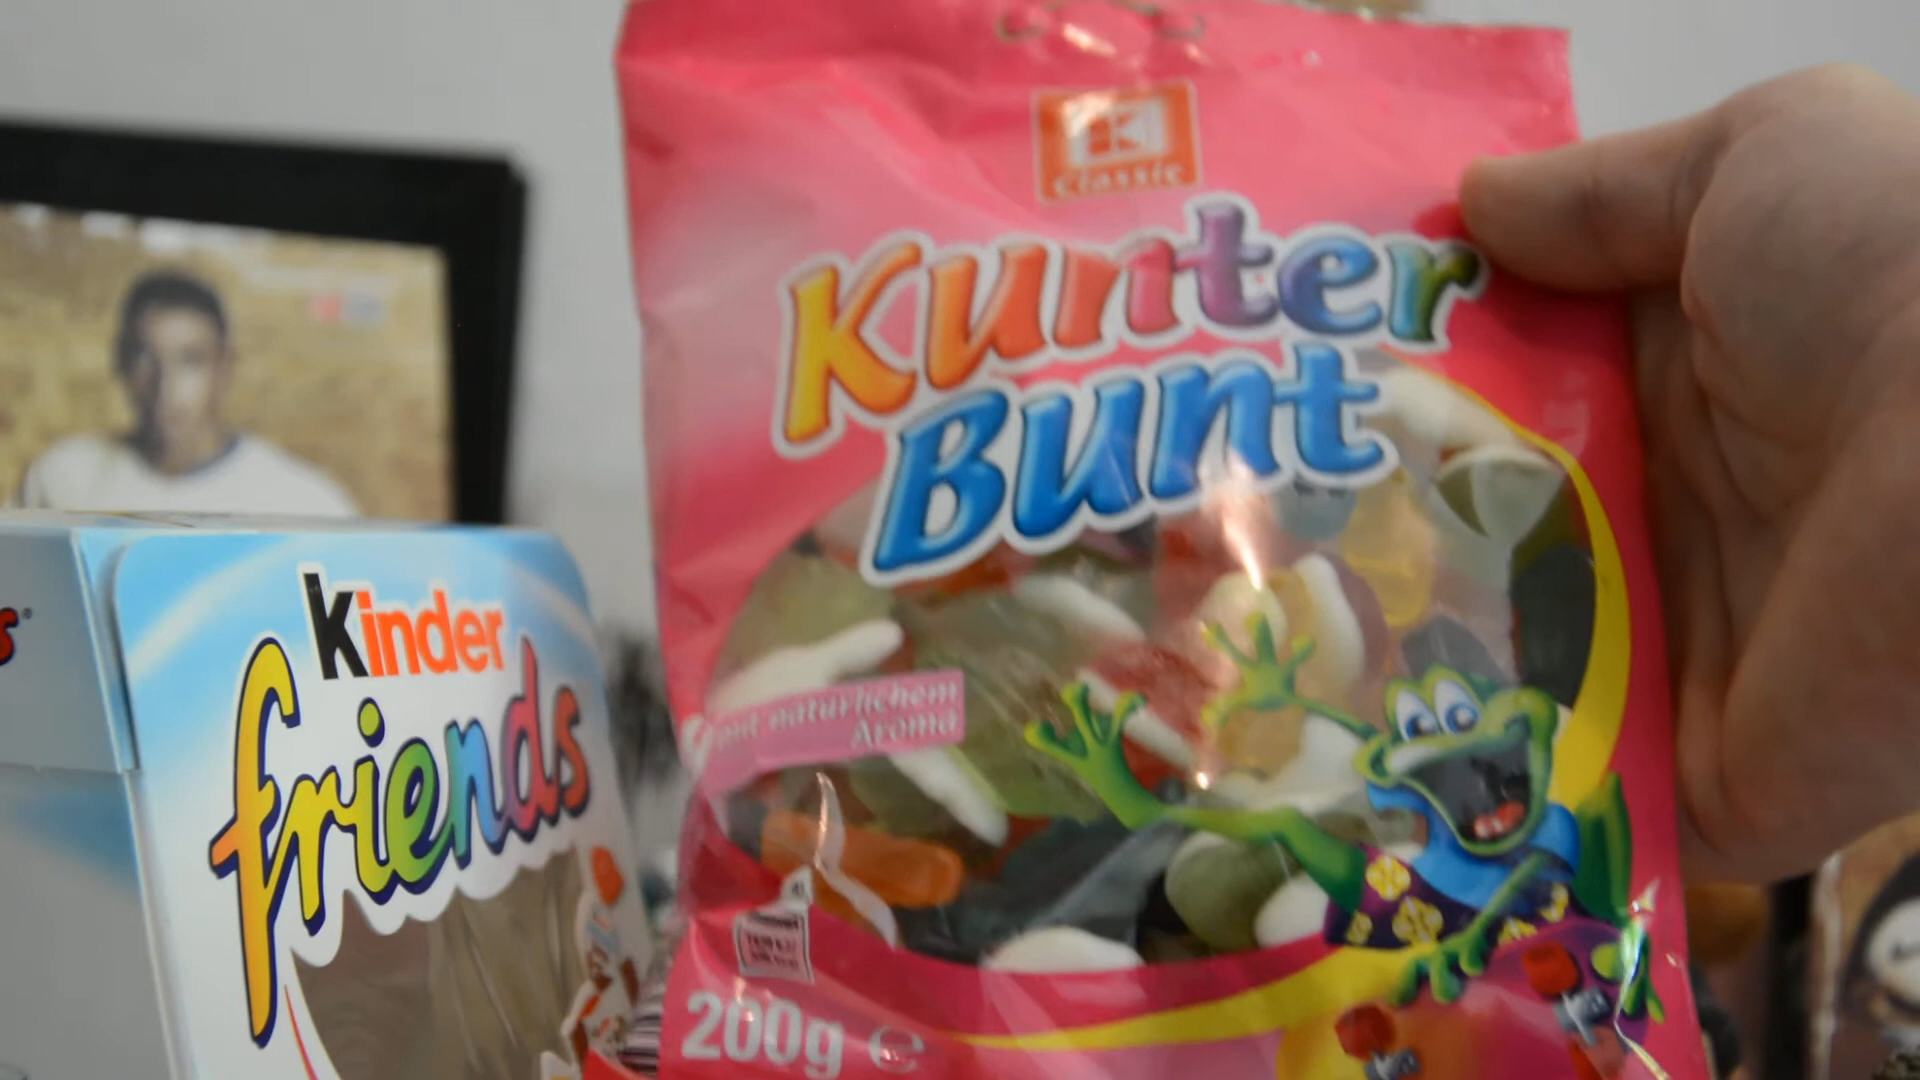 K
Classic
Kunter
Bunt
mit natürlichem
Aroma
200g e
kinder
friends
s